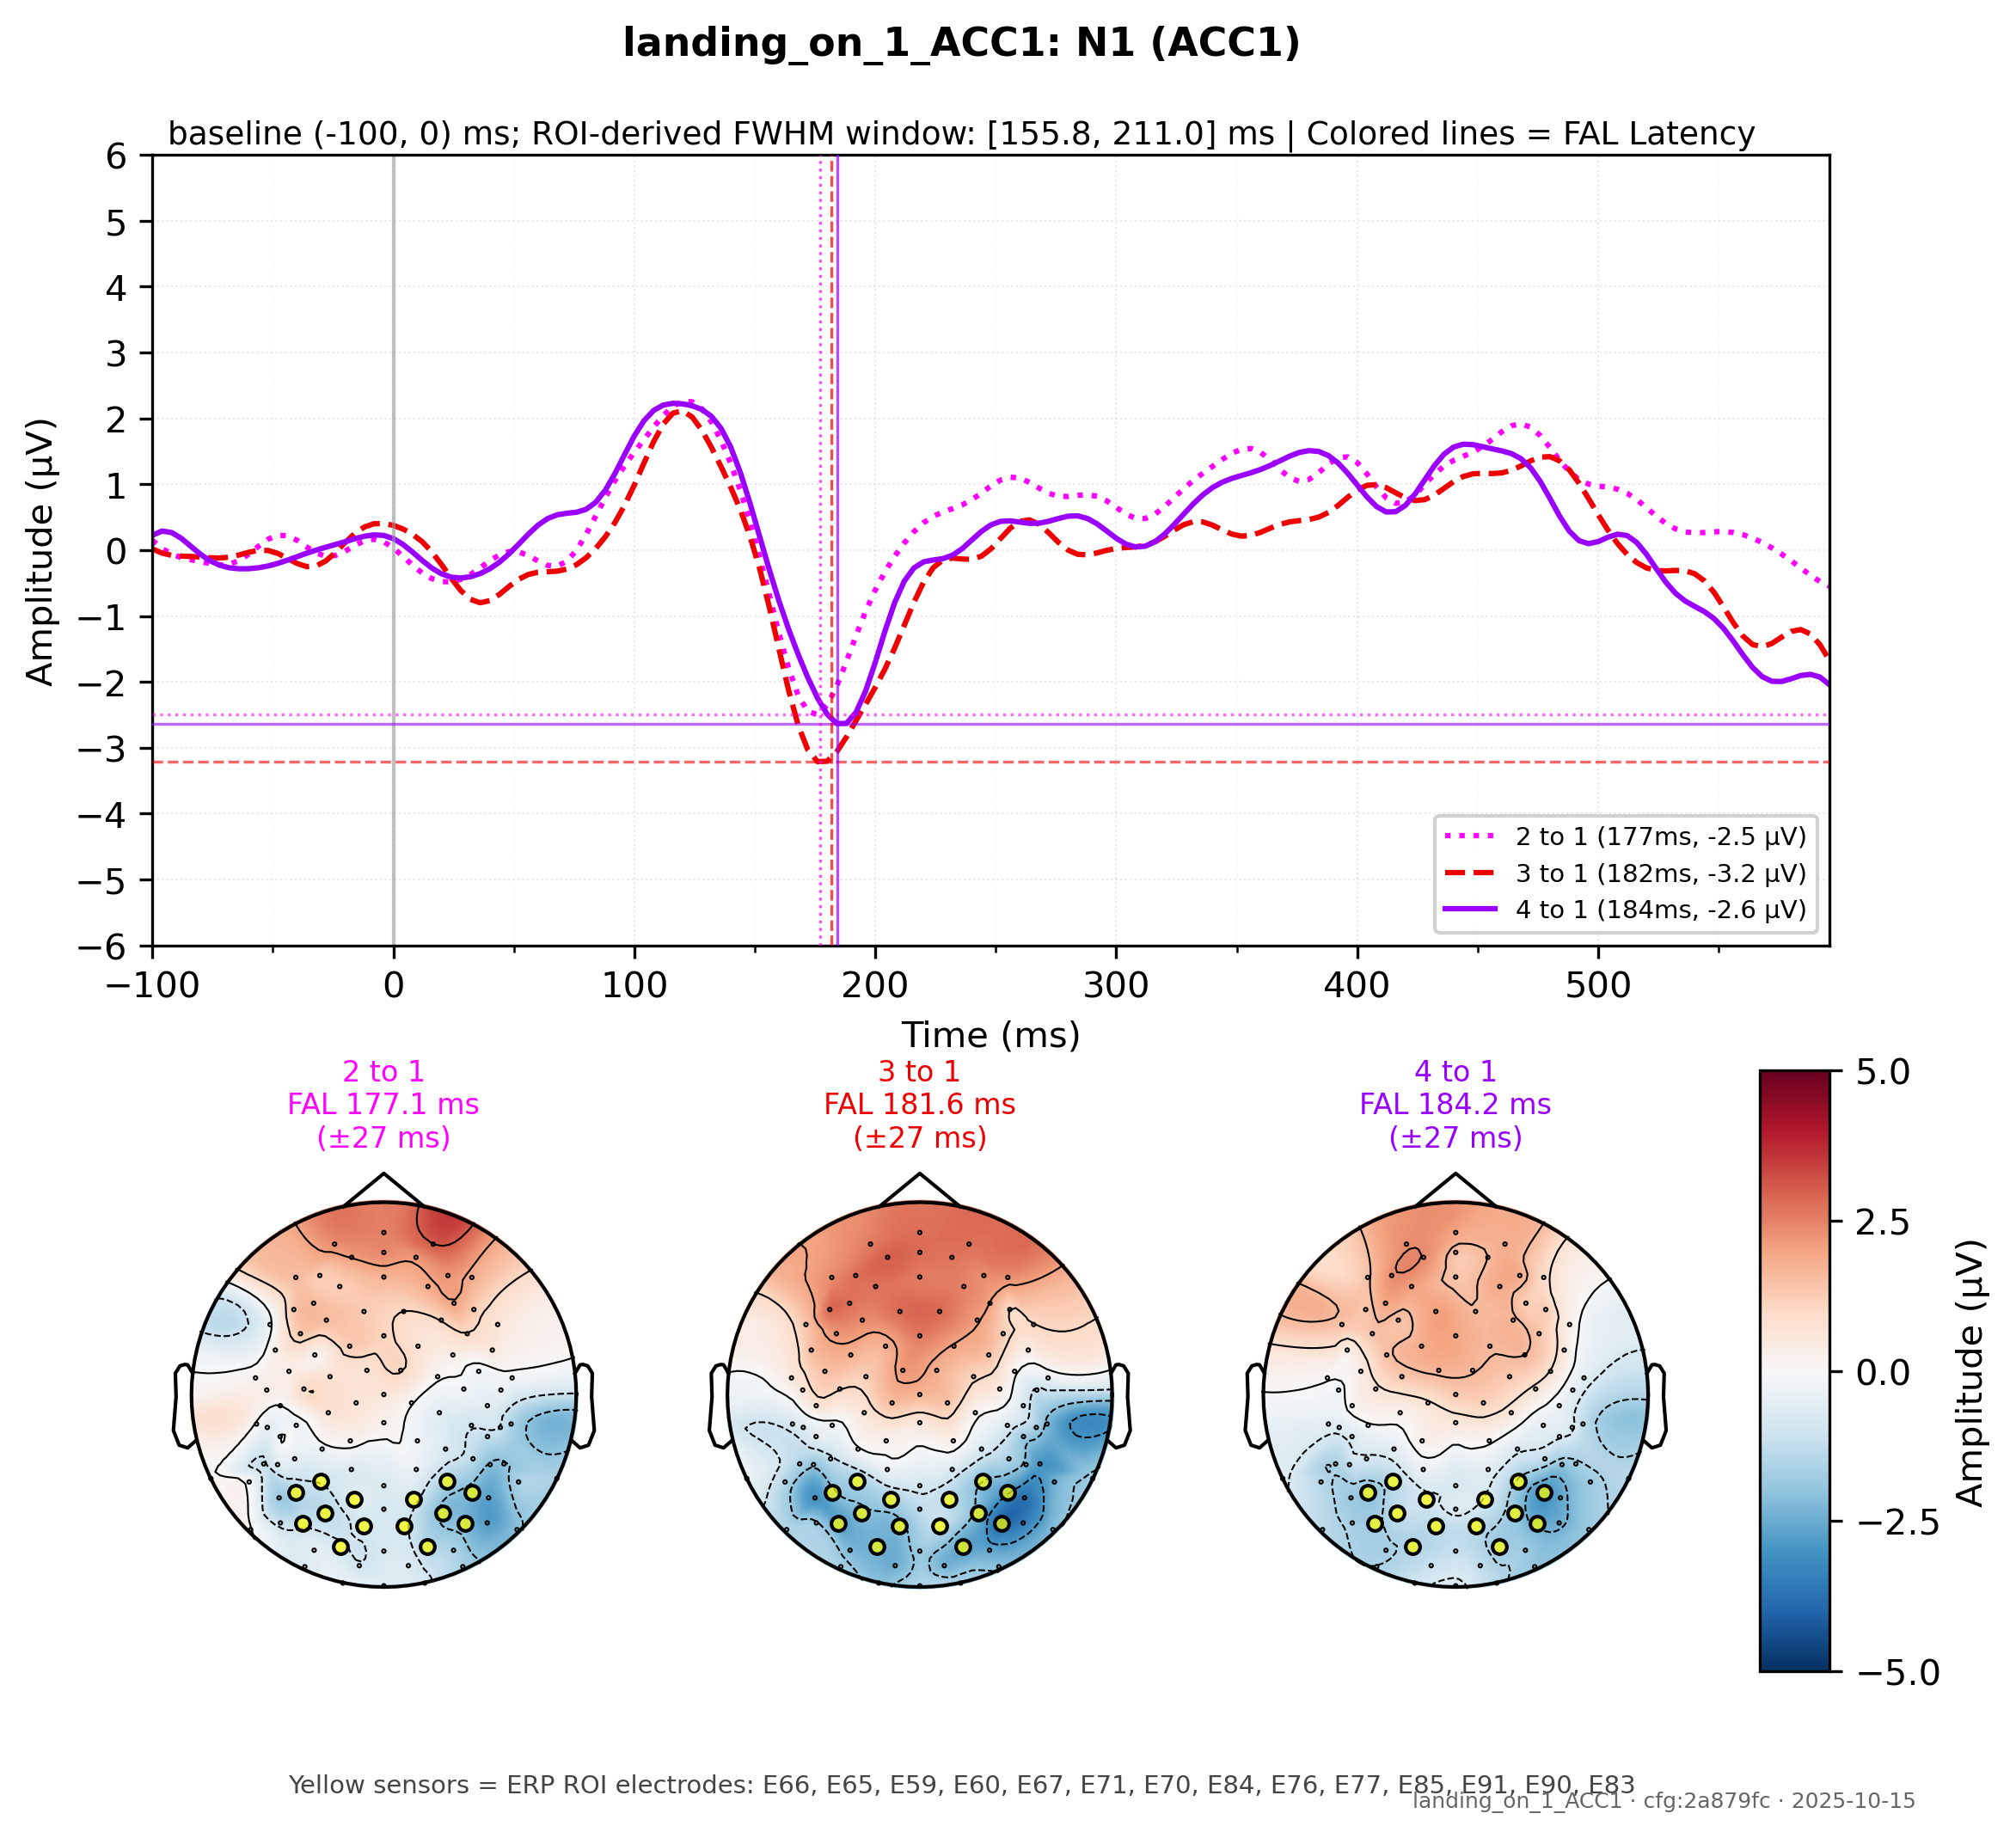 landing_on_1_ACC1: N1 (ACC1)
baseline (-100, 0) ms; ROI-derived FWHM window: [155.8, 211.0] ms | Colored lines = FAL Latency
6
5
4
3
2
1
0
−1
−2
−3
−4
−5
−6
Amplitude (µV)
2 to 1 (177ms, -2.5 µV)
3 to 1 (182ms, -3.2 µV)
4 to 1 (184ms, -2.6 µV)
−100 0 100 200 300 400 500
Time (ms)
2 to 1
FAL 177.1 ms
(±27 ms)
3 to 1
FAL 181.6 ms
(±27 ms)
4 to 1
FAL 184.2 ms
(±27 ms)
5.0
2.5
0.0
−2.5
−5.0
Amplitude (µV)
Yellow sensors = ERP ROI electrodes: E66, E65, E59, E60, E67, E71, E70, E84, E76, E77, E85, E91, E90, E83
landing_on_1_ACC1 · cfg:2a879fc · 2025-10-15